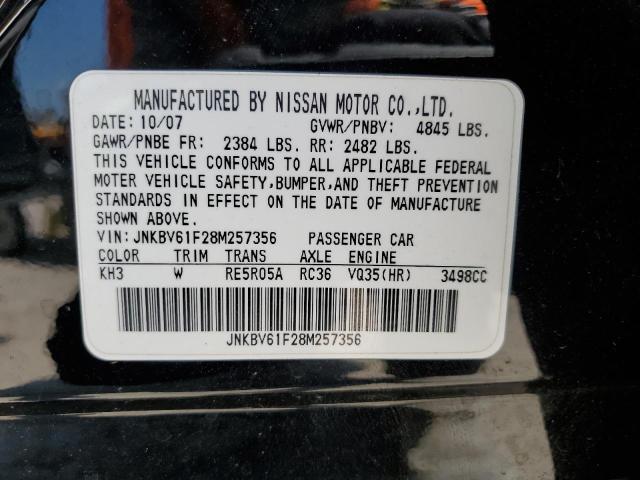 MANUFACTURED BY NISSAN MOTOR CO.,LTD.
DATE: 10/07 GVWR/PNBV: 4845 LBS.
GAWR/PNBE FR: 2384 LBS. RR: 2482 LBS.
THIS VEHICLE CONFORMS TO ALL APPLICABLE FEDERAL
MOTOR VEHICLE SAFETY,BUMPER,AND THEFT PREVENTION
STANDARDS IN EFFECT ON THE DATE OF MANUFACTURE
SHOWN ABOVE.
VIN: JNKBV61F28M257356 PASSENGER CAR
COLOR TRIM TRANS AXLE ENGINE
KH3 W RE5R05A RC36 VQ35(HR) 3498CC
JNKBV61F28M257356